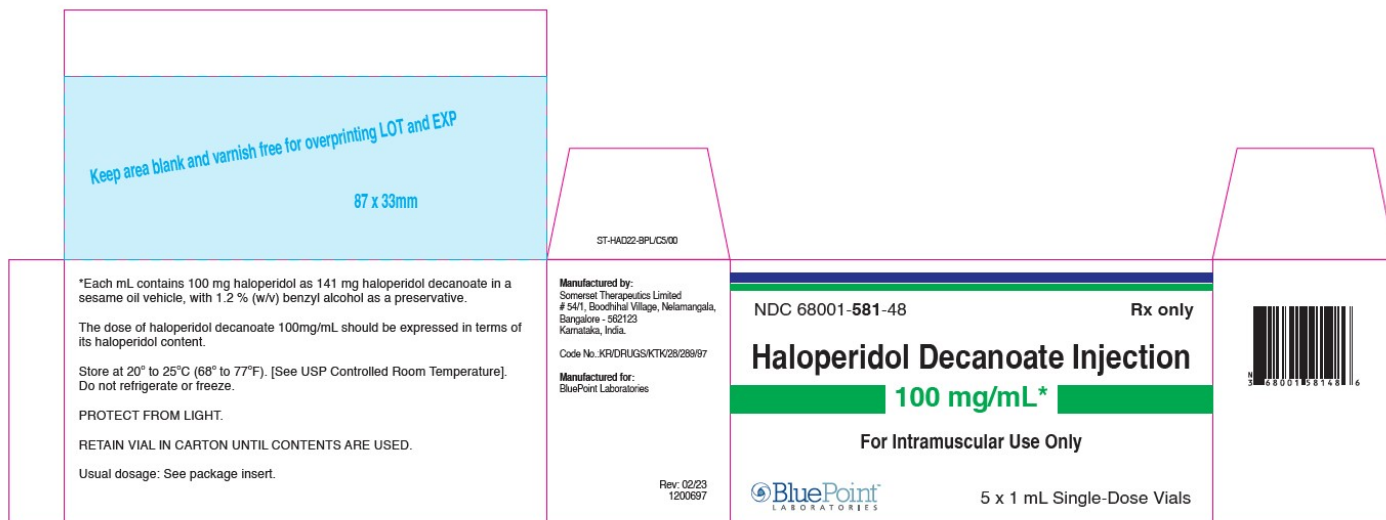 Keep area blank and varnish free for overprinting LOT and EXP
87 x 33mm
*Each mL contains 100 mg haloperidol as 141 mg haloperidol decanoate in a
sesame oil vehicle, with 1.2 % (w/v) benzyl alcohol as a preservative.
The dose of haloperidol decanoate 100mg/mL should be expressed in terms of
its haloperidol content.
Store at 20° to 25°C (68° to 77°F). [See USP Controlled Room Temperature].
Do not refrigerate or freeze.
PROTECT FROM LIGHT.
RETAIN VIAL IN CARTON UNTIL CONTENTS ARE USED.
Usual dosage: See package insert.
ST-HAD22-BPL/C5/00
Manufactured by:
Somerset Therapeutics Limited
# 54/1, Boodhihal Village, Nelamangala,
Bangalore - 562123
Karnataka, India.
Code No.:KR/DRUGS/KTK/28/289/97
Manufactured for:
BluePoint Laboratories
Rev: 02/23
1200697
NDC 68001-581-48
Rx only
Haloperidol Decanoate Injection
100 mg/mL*
For Intramuscular Use Only
BluePoint™
LABORATORIES
5 x 1 mL Single-Dose Vials
N
3 6800158148 6